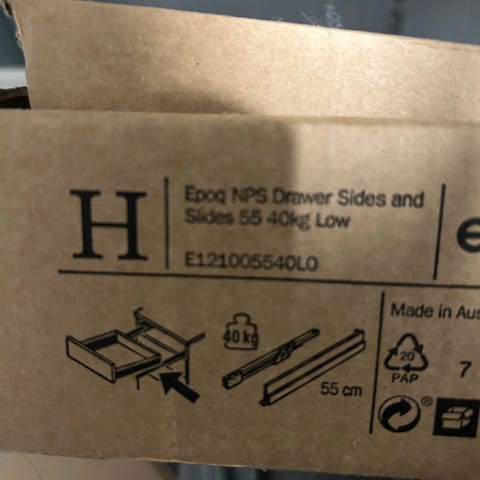 H
Epoq NPS Drawer Sides and
Slides 55 40kg Low
E121005540LO
40 kg
55 cm
Made in Aus
20
PAP
7
®